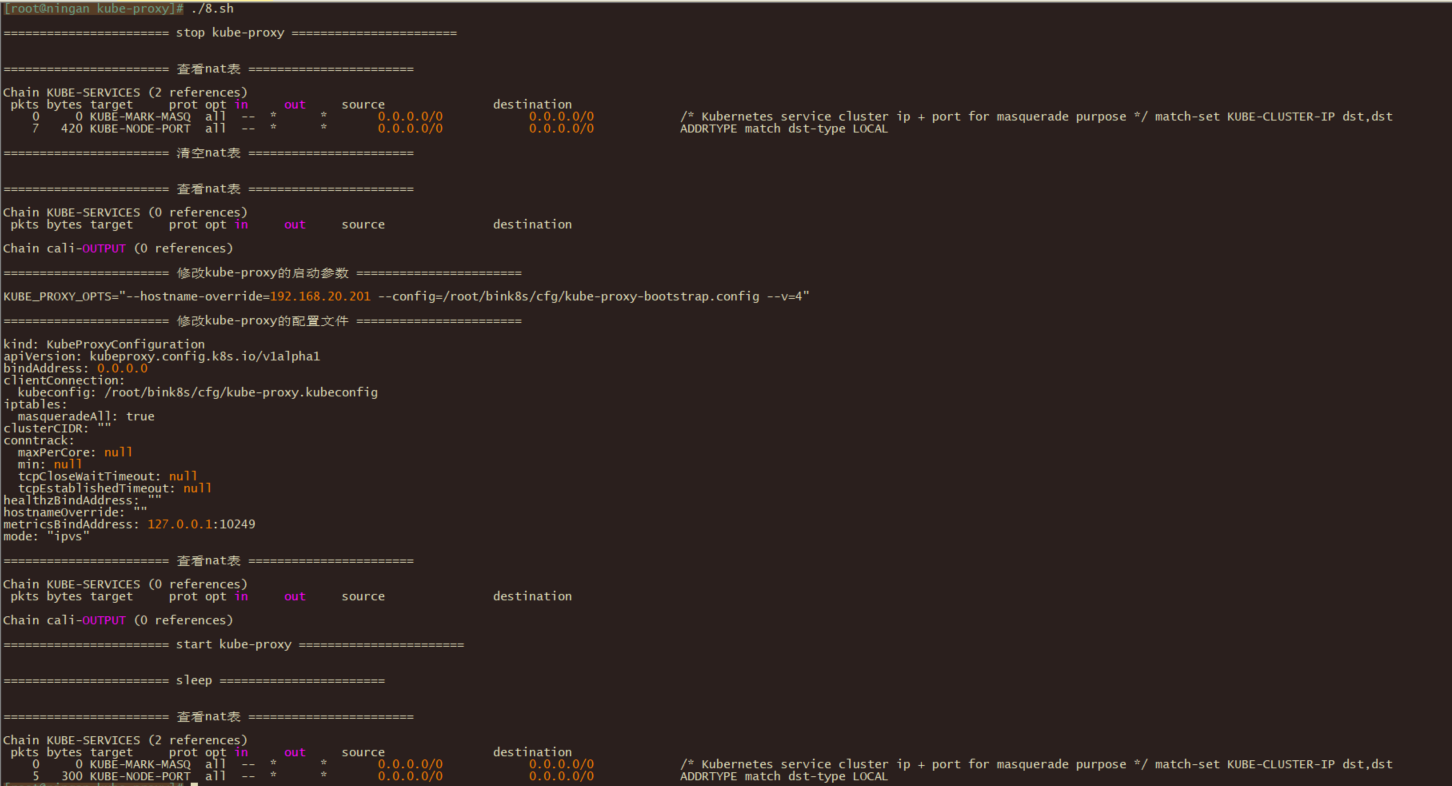 [root@ningan kube-proxy]# ./8.sh
======================= stop kube-proxy =======================
======================= 查看nat表 =======================
Chain KUBE-SERVICES (2 references)
pkts bytes target     prot opt in     out     source               destination
0     0 KUBE-MARK-MASQ  all  --  *      *       0.0.0.0/0            0.0.0.0/0            /* Kubernetes service cluster ip + port for masquerade purpose */ match-set KUBE-CLUSTER-IP dst,dst
7   420 KUBE-NODE-PORT  all  --  *      *       0.0.0.0/0            0.0.0.0/0            ADDRTYPE match dst-type LOCAL
======================= 清空nat表 =======================
======================= 查看nat表 =======================
Chain KUBE-SERVICES (0 references)
pkts bytes target     prot opt in     out     source               destination
Chain cali-OUTPUT (0 references)
======================= 修改kube-proxy的启动参数 =======================
KUBE_PROXY_OPTS="--hostname-override=192.168.20.201 --config=/root/bink8s/cfg/kube-proxy-bootstrap.config --v=4"
======================= 修改kube-proxy的配置文件 =======================
kind: KubeProxyConfiguration
apiVersion: kubeproxy.config.k8s.io/v1alpha1
bindAddress: 0.0.0.0
clientConnection:
  kubeconfig: /root/bink8s/cfg/kube-proxy.kubeconfig
iptables:
  masqueradeAll: true
clusterCIDR: ""
conntrack:
  maxPerCore: null
  min: null
  tcpCloseWaitTimeout: null
  tcpEstablishedTimeout: null
healthzBindAddress: ""
hostnameOverride: ""
metricsBindAddress: 127.0.0.1:10249
mode: "ipvs"
======================= 查看nat表 =======================
Chain KUBE-SERVICES (0 references)
pkts bytes target     prot opt in     out     source               destination
Chain cali-OUTPUT (0 references)
======================= start kube-proxy =======================
======================= sleep =======================
======================= 查看nat表 =======================
Chain KUBE-SERVICES (2 references)
pkts bytes target     prot opt in     out     source               destination
0     0 KUBE-MARK-MASQ  all  --  *      *       0.0.0.0/0            0.0.0.0/0            /* Kubernetes service cluster ip + port for masquerade purpose */ match-set KUBE-CLUSTER-IP dst,dst
5   300 KUBE-NODE-PORT  all  --  *      *       0.0.0.0/0            0.0.0.0/0            ADDRTYPE match dst-type LOCAL